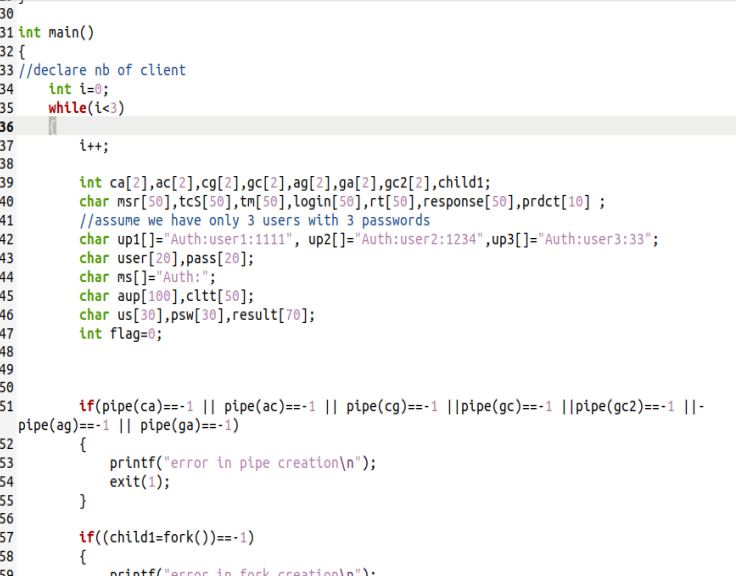 30
31 int main()
32 {
33 //declare nb of client
34     int i=0;
35     while(i<3)
36     {
37         i++;
38
39         int ca[2],ac[2],cg[2],gc[2],ag[2],ga[2],gc2[2],child1;
40         char msr[50],tcS[50],tm[50],login[50],rt[50],response[50],prdct[10] ;
41         //assume we have only 3 users with 3 passwords
42         char up1[]="Auth:user1:1111", up2[]="Auth:user2:1234",up3[]="Auth:user3:33";
43         char user[20],pass[20];
44         char ms[]="Auth:";
45         char aup[100],cltt[50];
46         char us[30],psw[30],result[70];
47         int flag=0;
48
49
50
51         if(pipe(ca)==-1 || pipe(ac)==-1 || pipe(cg)==-1 ||pipe(gc)==-1 ||pipe(gc2)==-1 ||-
pipe(ag)==-1 || pipe(ga)==-1)
52         {
53             printf("error in pipe creation\n");
54             exit(1);
55         }
56
57         if((child1=fork())==-1)
58         {
59             printf("error in fork creation\n");